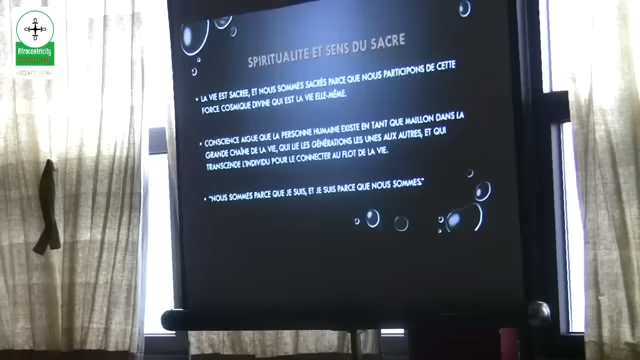 Afrocentricity
SPIRITUALITE ET SENS DU SACRE
• LA VIE EST SACREE, ET NOUS SOMMES SACRÉS PARCE QUE NOUS PARTICIPONS DE CETTE
FORCE COSMIQUE DIVINE QUI EST LA VIE ELLE-MÊME.
• CONSCIENCE AIGUE QUE LA PERSONNE HUMAINE EXISTE EN TANT QUE MAILLON DANS LA
GRANDE CHAÎNE DE LA VIE, QUI LIE LES GÉNÉRATIONS LES UNES AUX AUTRES, ET QUI
TRANSCENDE L'INDIVIDU POUR LE CONNECTER AU FLOT DE LA VIE.
• "NOUS SOMMES PARCE QUE JE SUIS, ET JE SUIS PARCE QUE NOUS SOMMES."